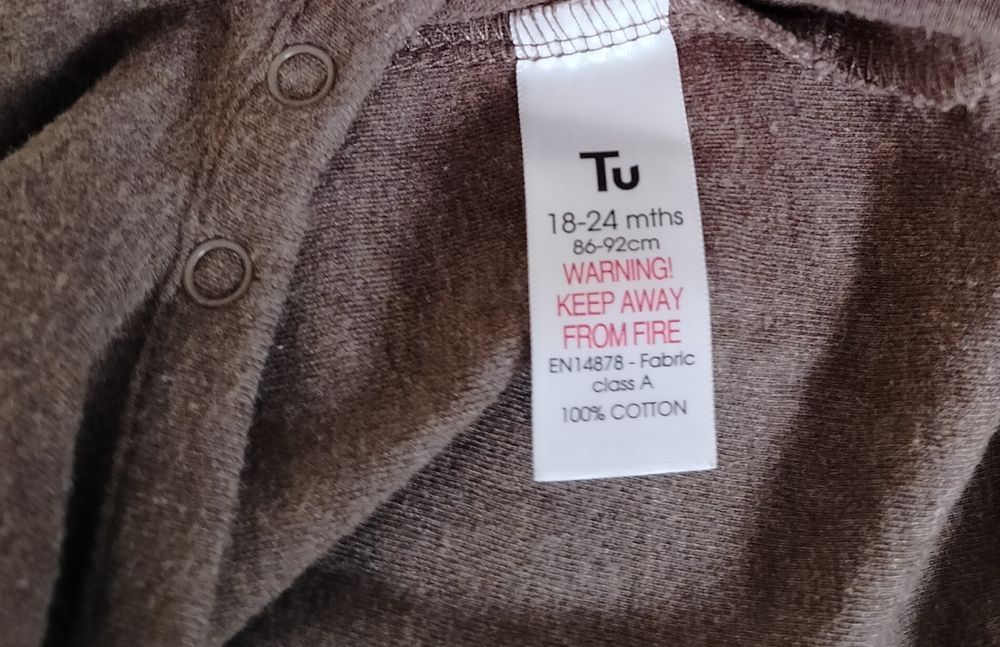 Tu
18-24 mths
86-92cm
WARNING!
KEEP AWAY
FROM FIRE
EN14878 - Fabric
class A
100% COTTON